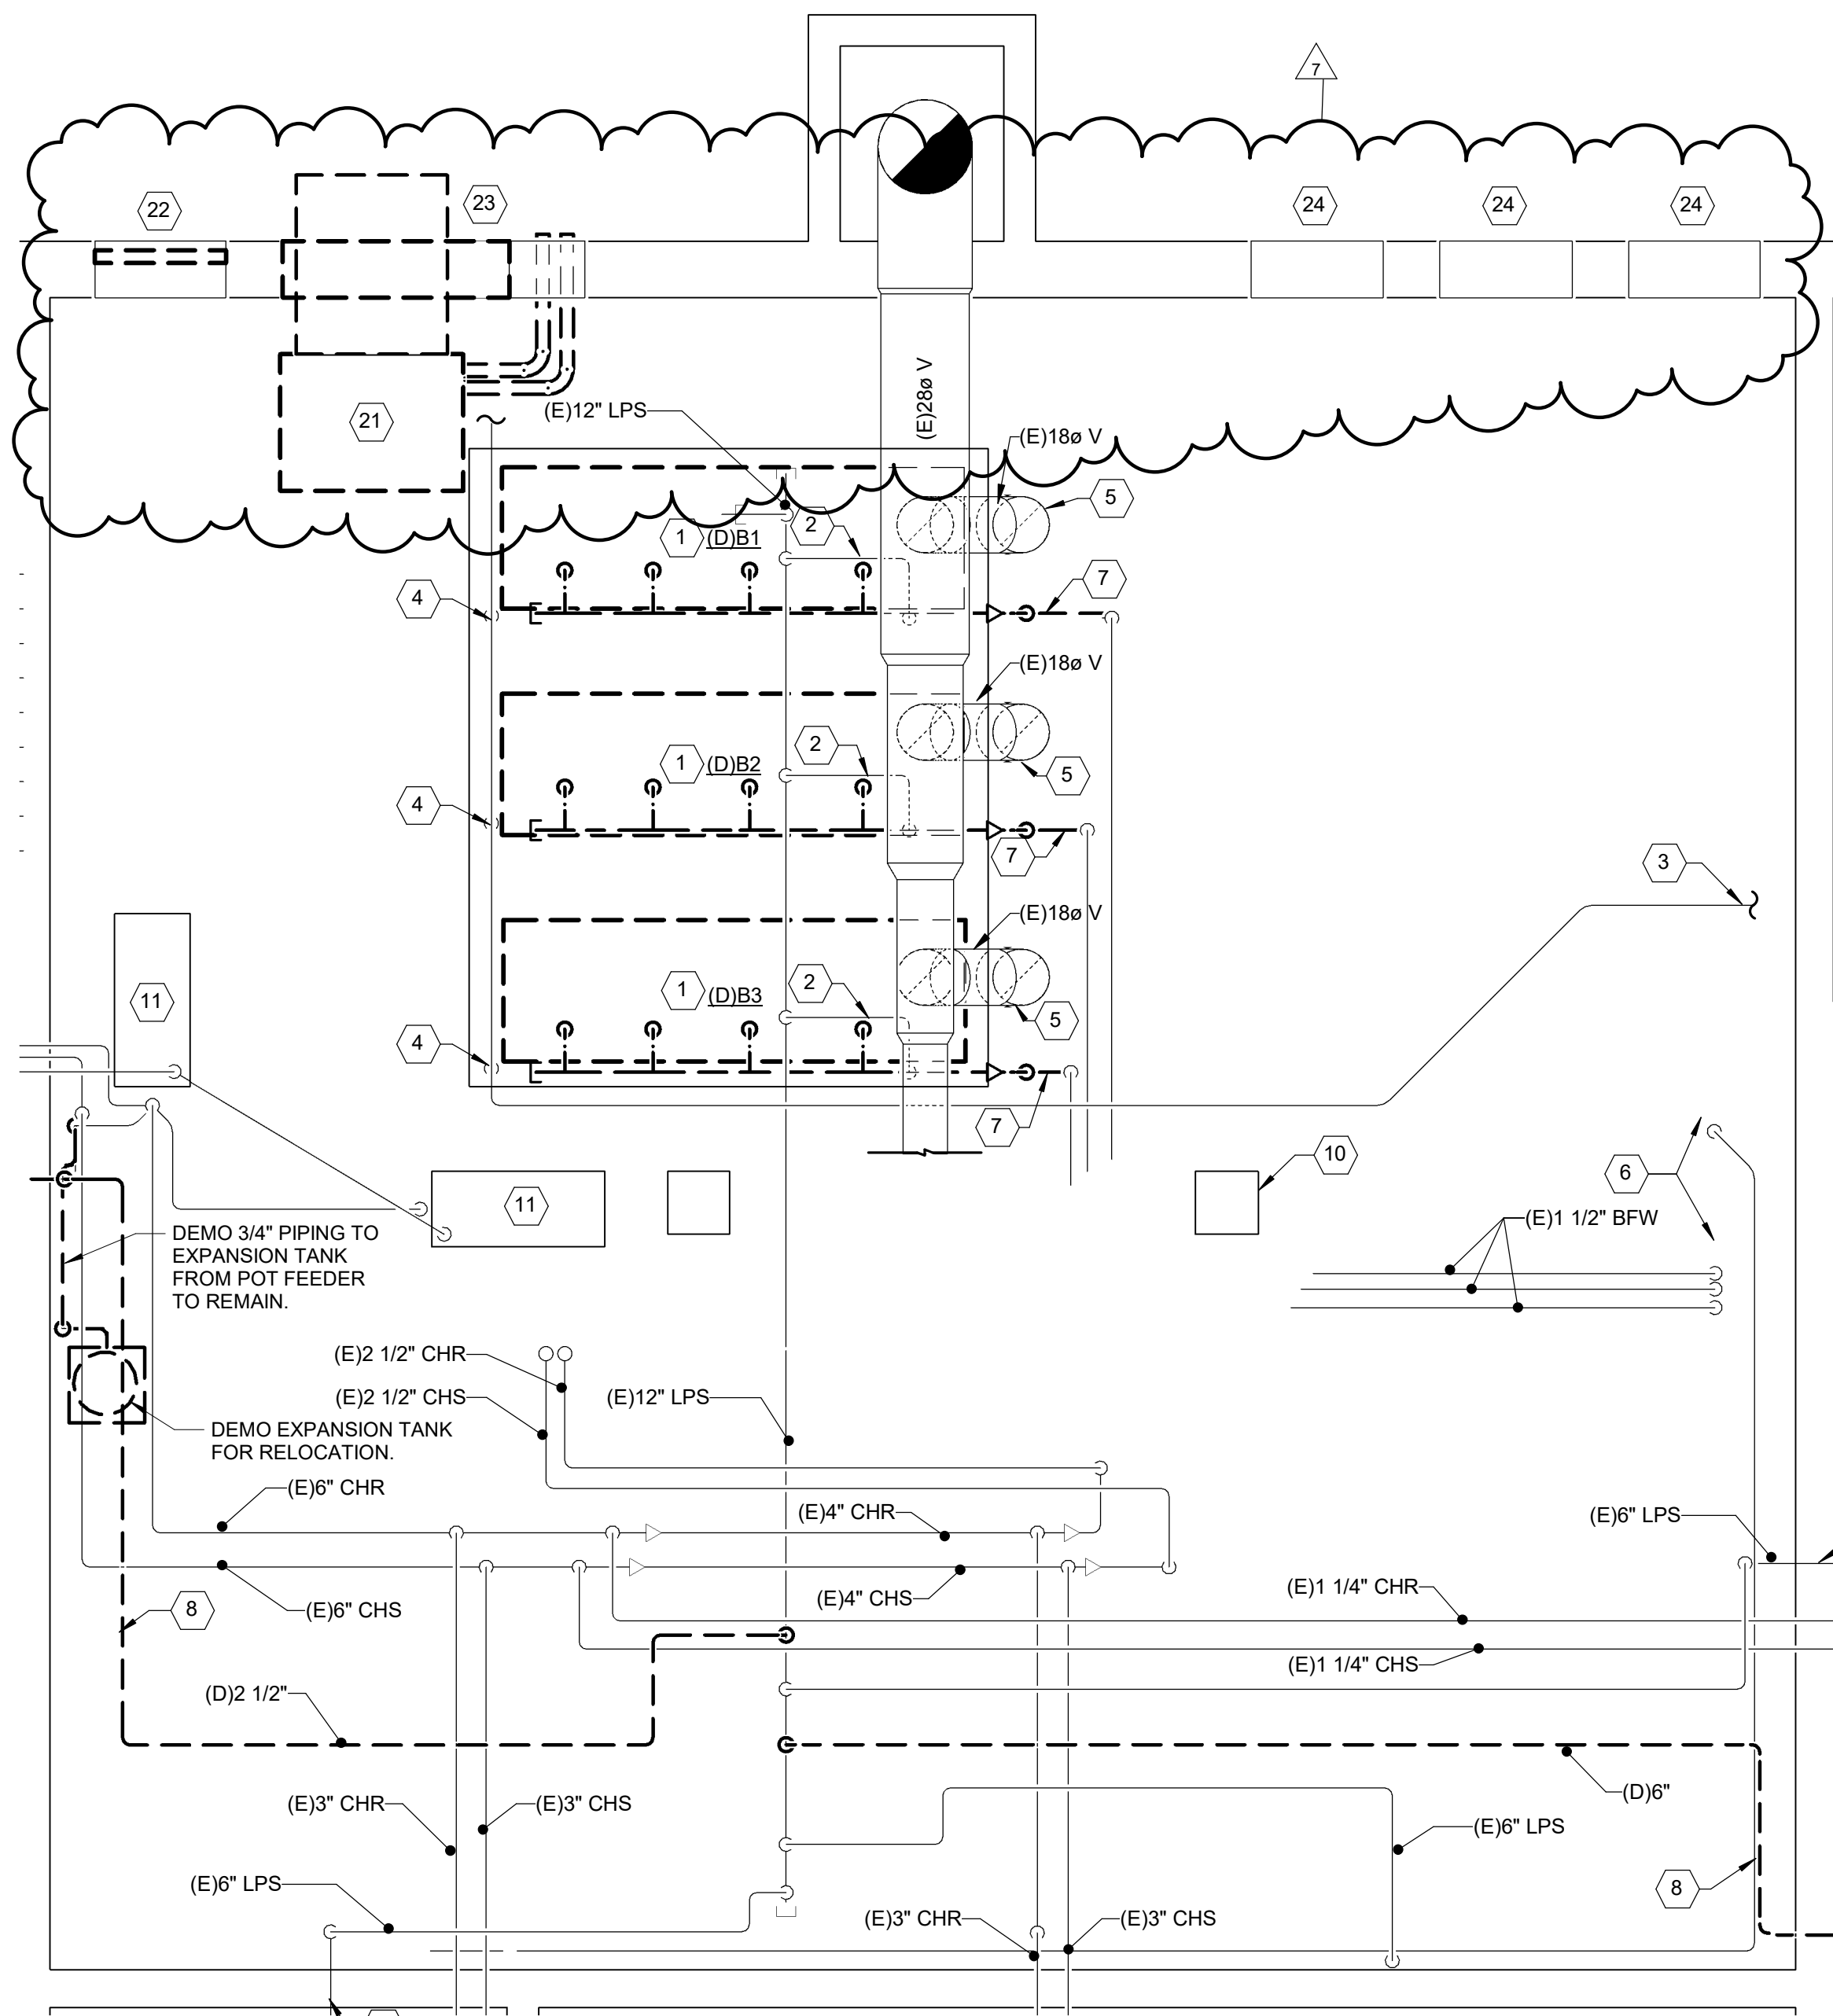 7
22
23
24
24
24
(E)28ø V
21
(E)12" LPS
(E)18ø V
5
1
(D)B1
2
4
7
(E)18ø V
2
1
(D)B2
5
4
7
3
(E)18ø V
1
(D)B3
2
11
5
4
7
10
6
11
(E)1 1/2" BFW
DEMO 3/4" PIPING TO
EXPANSION TANK
FROM POT FEEDER
TO REMAIN.
(E)2 1/2" CHR
(E)2 1/2" CHS
(E)12" LPS
DEMO EXPANSION TANK
FOR RELOCATION.
(E)6" CHR
(E)4" CHR
(E)6" LPS
(E)4" CHS
(E)1 1/4" CHR
8
(E)6" CHS
(E)1 1/4" CHS
(D)2 1/2"
(D)6"
(E)3" CHR
(E)3" CHS
(E)6" LPS
(E)6" LPS
8
(E)3" CHR
(E)3" CHS